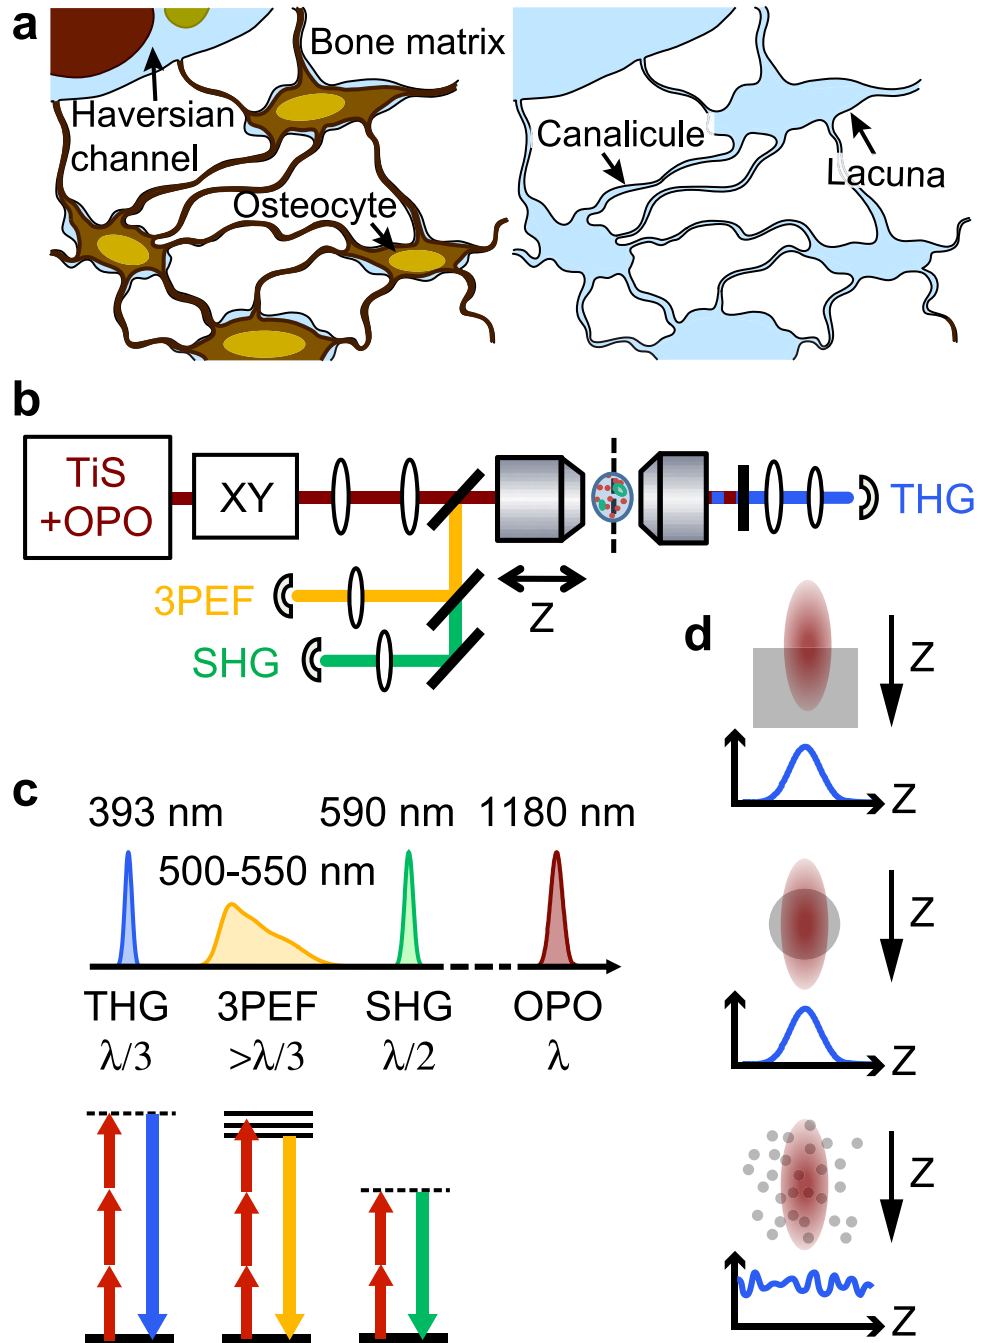 a
Bone matrix
Haversian
channel
Osteocyte
Canalicule
Lacuna
b
TiS
+OPO
XY
THG
3PEF
SHG
Z
d
Z
Z
Z
Z
Z
Z
c
393 nm
590 nm
1180 nm
500-550 nm
THG
3PEF
SHG
OPO
λ/3
>λ/3
λ/2
λ